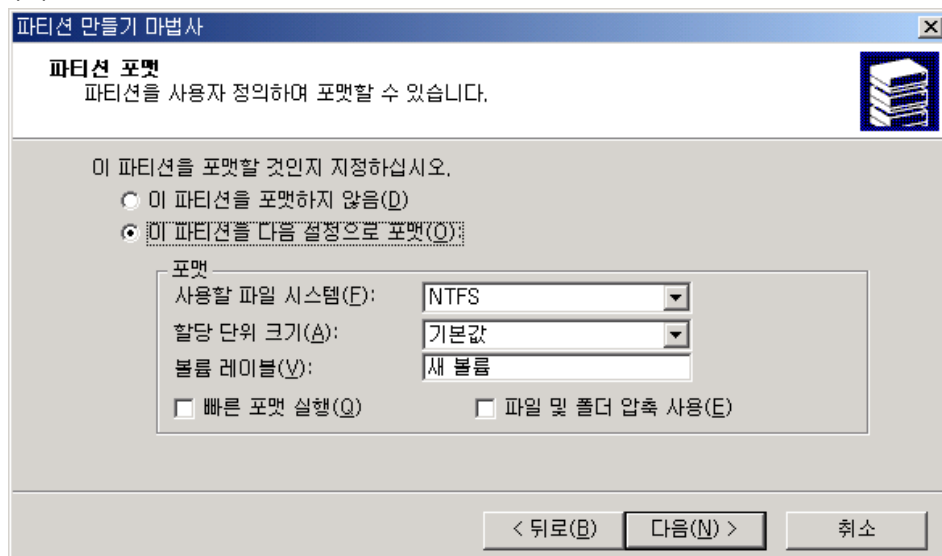 파티션 만들기 마법사
파티션 포맷
파티션을 사용자 정의하며 포맷할 수 있습니다.
이 파티션을 포맷할 것인지 지정하십시오.
이 파티션을 포맷하지 않음(D)
이 파티션을 다음 설정으로 포맷(O):
포맷
사용할 파일 시스템(F): NTFS
할당 단위 크기(A): 기본값
볼륨 레이블(V): 새 볼륨
빠른 포맷 실행(Q) 파일 및 폴더 압축 사용(E)
< 뒤로(B) 다음(N) > 취소